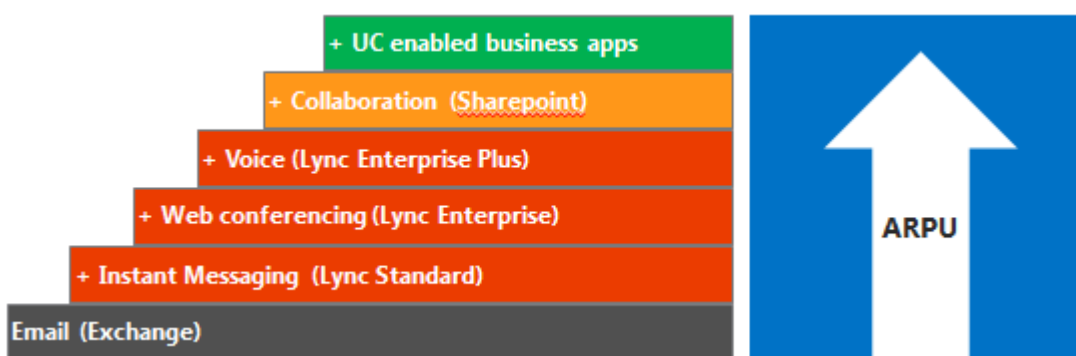 + UC enabled business apps
+ Collaboration (Sharepoint)
+ Voice (Lync Enterprise Plus)
+ Web conferencing (Lync Enterprise)
+ Instant Messaging (Lync Standard)
Email (Exchange)
ARPU